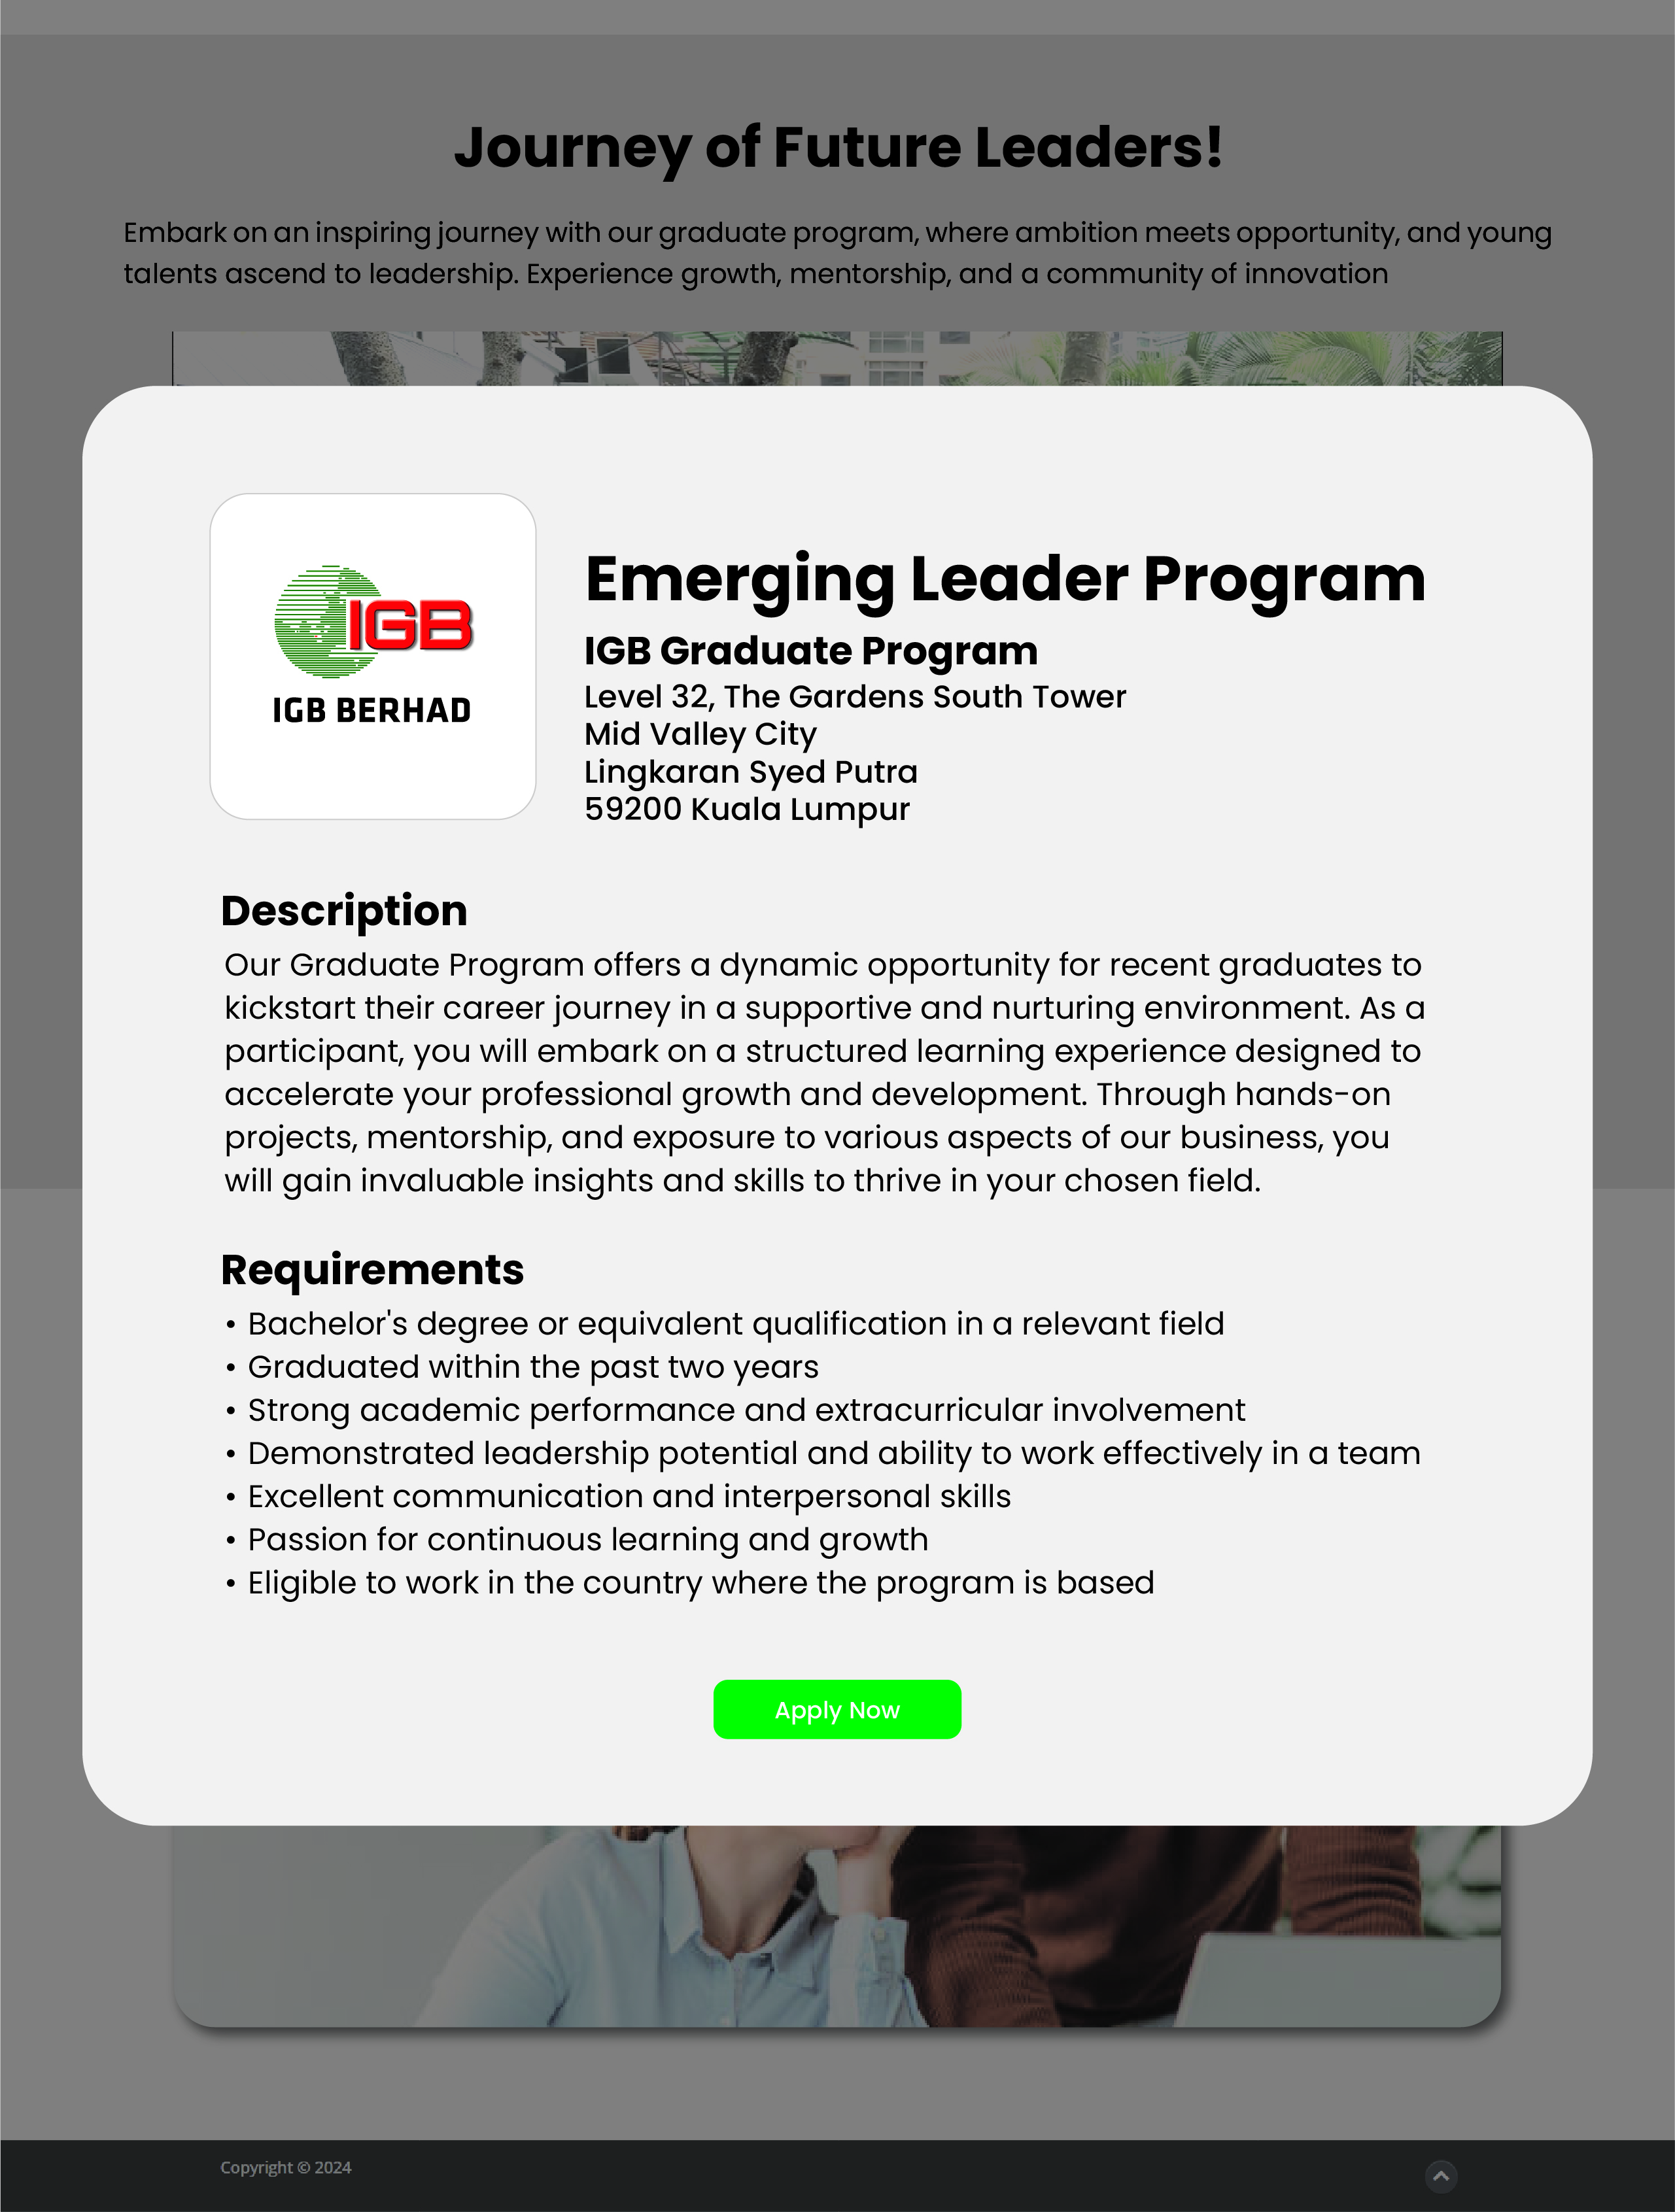 Journey of Future Leaders!
Embark on an inspiring journey with our graduate program, where ambition meets opportunity, and young
talents ascend to leadership. Experience growth, mentorship, and a community of innovation
IGB
IGB BERHAD
Emerging Leader Program
IGB Graduate Program
Level 32, The Gardens South Tower
Mid Valley City
Lingkaran Syed Putra
59200 Kuala Lumpur
Description
Our Graduate Program offers a dynamic opportunity for recent graduates to
kickstart their career journey in a supportive and nurturing environment. As a
participant, you will embark on a structured learning experience designed to
accelerate your professional growth and development. Through hands-on
projects, mentorship, and exposure to various aspects of our business, you
will gain invaluable insights and skills to thrive in your chosen field.
Requirements
• Bachelor's degree or equivalent qualification in a relevant field
• Graduated within the past two years
• Strong academic performance and extracurricular involvement
• Demonstrated leadership potential and ability to work effectively in a team
• Excellent communication and interpersonal skills
• Passion for continuous learning and growth
• Eligible to work in the country where the program is based
Apply Now
Copyright © 2024